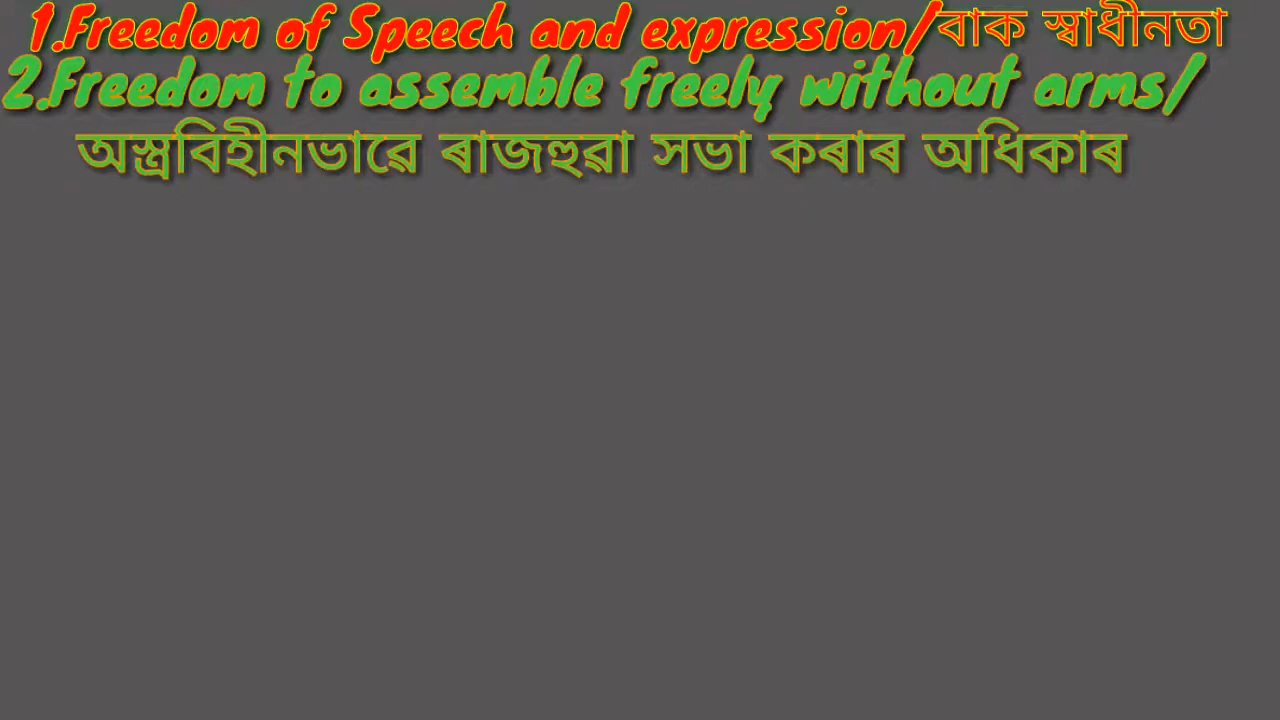 1.Freedom of Speech and expression/বাক স্বাধীনতা
2.Freedom to assemble freely without arms/
অস্ত্ৰবিহীনভাৱে ৰাজহুৱা সভা কৰাৰ অধিকাৰ